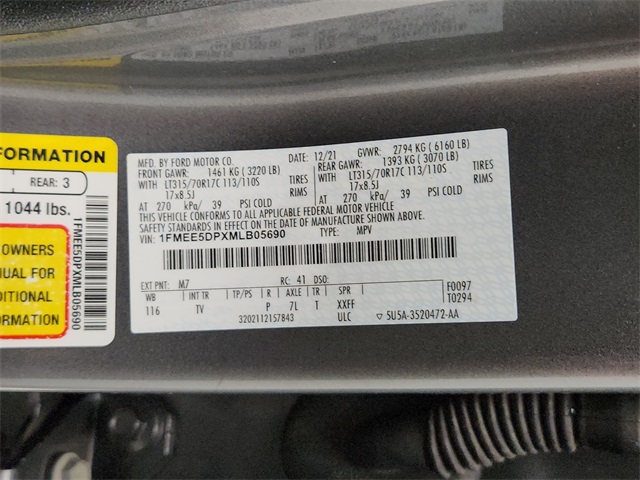 FORMATION
REAR: 3
1044 lbs.
OWNERS
NUAL FOR
DITIONAL
FORMATION
1FMEE5DPXMLB05690
MFD. BY FORD MOTOR CO.
DATE: 12/21 GVWR: 2794 KG ( 6160 LB)
FRONT GAWR: 1461 KG ( 3220 LB) REAR GAWR: 1393 KG ( 3070 LB)
WITH LT315/70R17C 113/110S TIRES WITH LT315/70R17C 113/110S TIRES
17x8.5J RIMS 17x8.5J RIMS
AT 270 kPa/ 39 PSI COLD AT 270 kPa/ 39 PSI COLD
THIS VEHICLE CONFORMS TO ALL APPLICABLE FEDERAL MOTOR VEHICLE
SAFETY STANDARDS IN EFFECT ON THE DATE OF MANUFACTURE SHOWN ABOVE.
VIN: 1FMEE5DPXMLB05690 TYPE: MPV
EXT PNT: M7 RC: 41 DSO: F0097
WB INT TR TP/PS R AXLE TR SPR T0294
116 TV P 7L T XXFF
3202112157843 ULC ▽ 5U5A-3520472-AA